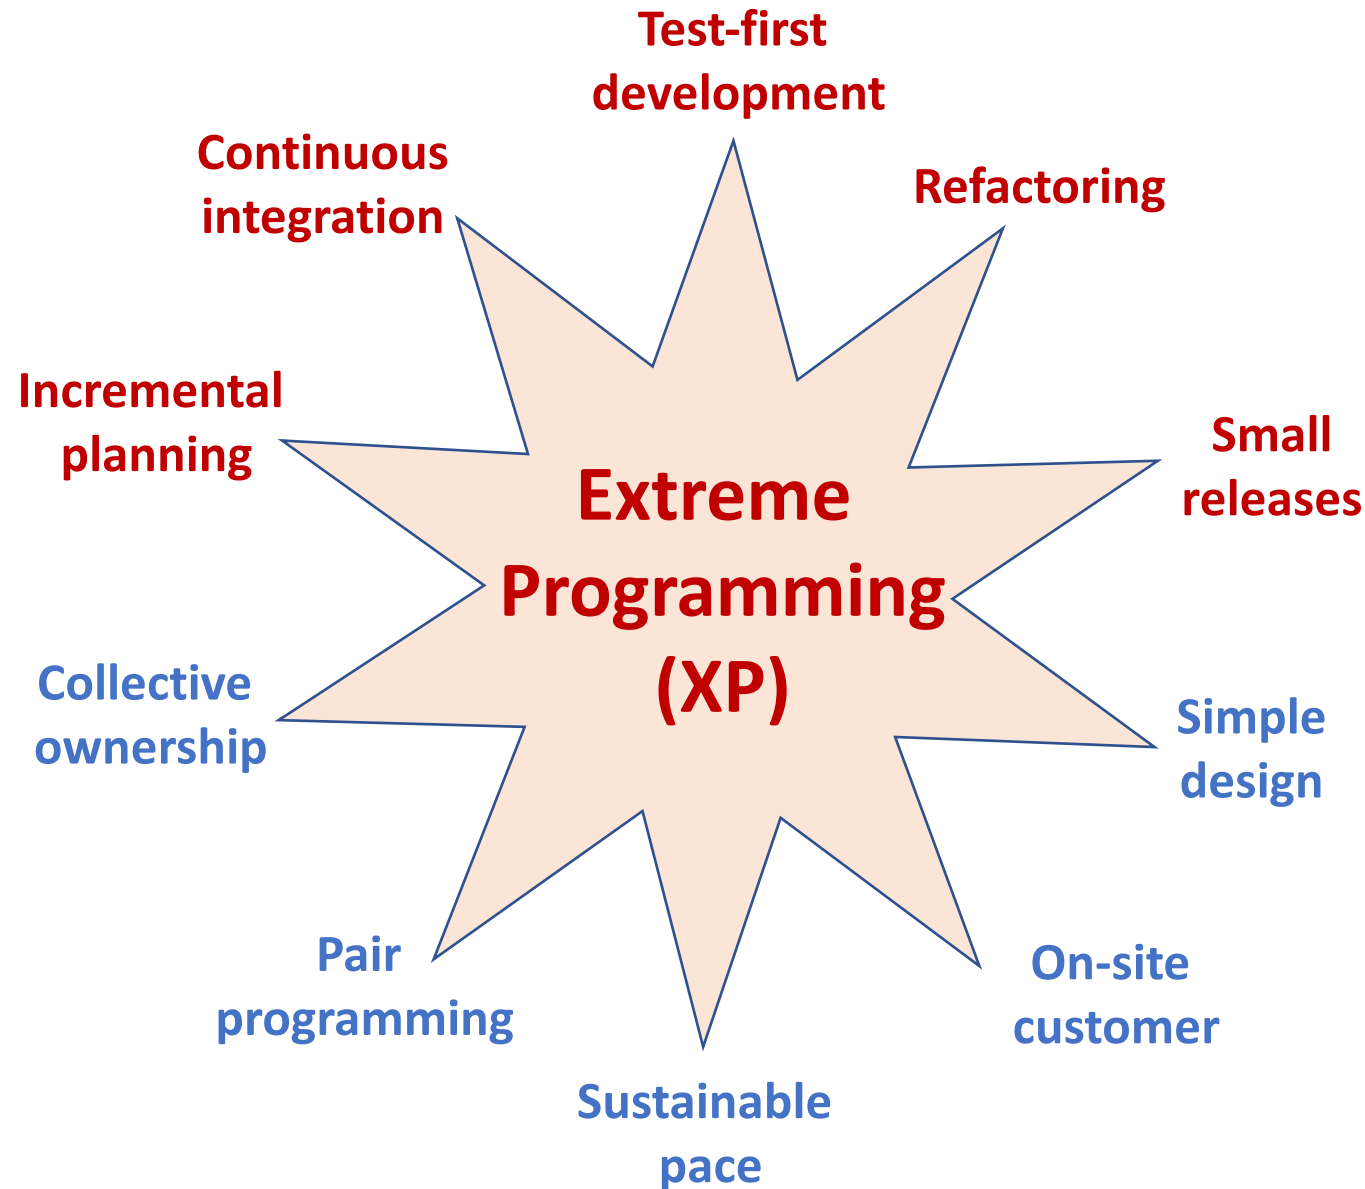 Test-first
development
Continuous
integration
Refactoring
Incremental
planning
Small
releases
Extreme
Programming
(XP)
Collective
ownership
Simple
design
Pair
programming
On-site
customer
Sustainable
pace